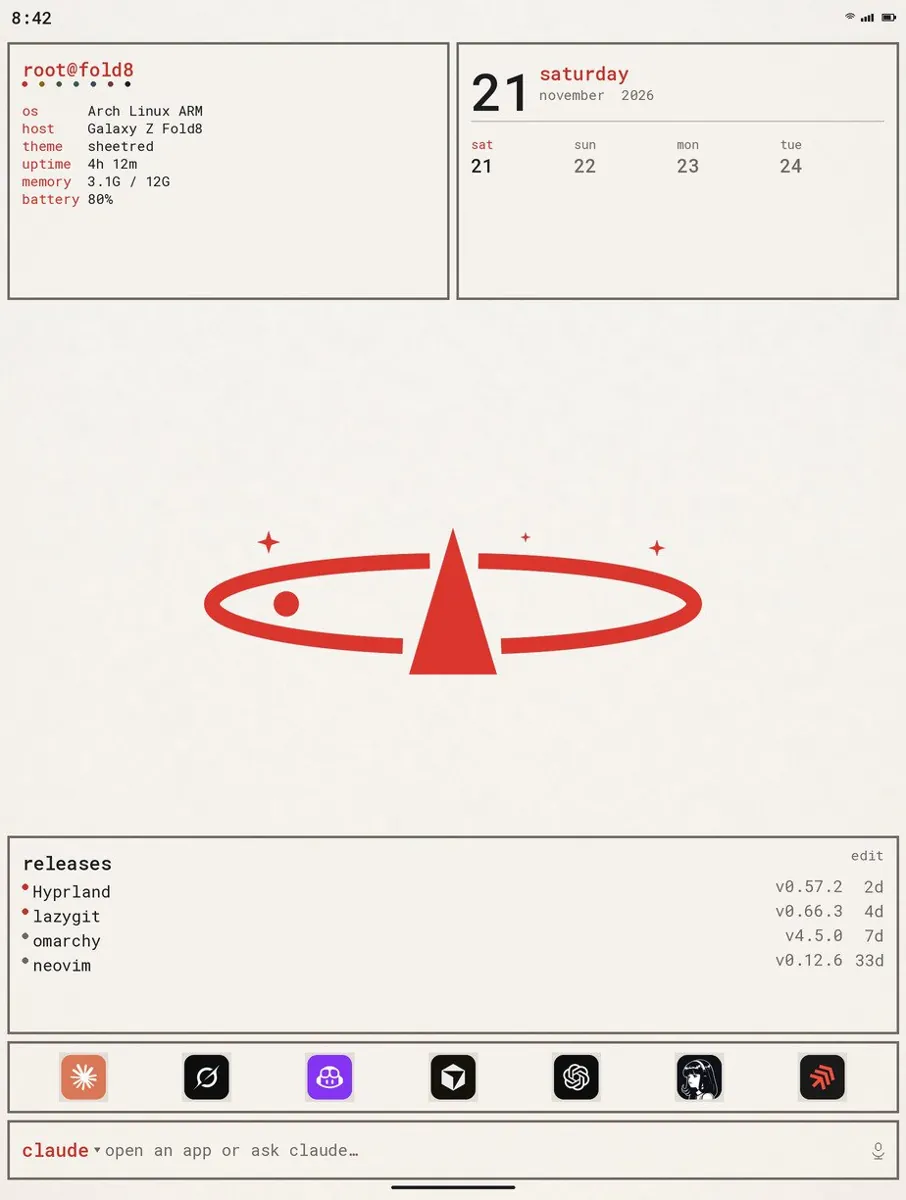 8:42
root@fold8
os Arch Linux ARM
host Galaxy Z Fold8
theme sheetred
uptime 4h 12m
memory 3.1G / 12G
battery 80%
21 saturday
november 2026
sat sun mon tue
21 22 23 24
releases edit
Hyprland v0.57.2 2d
lazygit v0.66.3 4d
omarchy v4.5.0 7d
neovim v0.12.6 33d
claude ▾ open an app or ask claude…